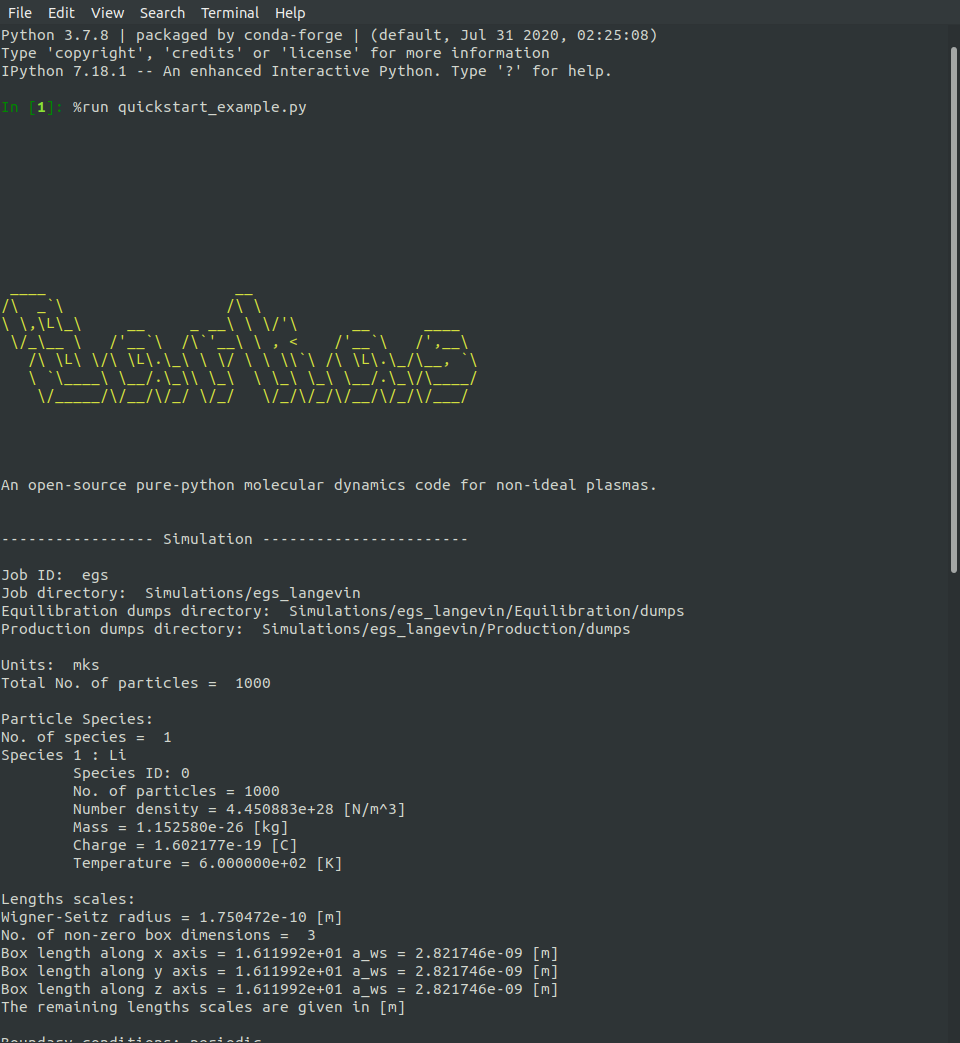 File Edit View Search Terminal Help
Python 3.7.8 | packaged by conda-forge | (default, Jul 31 2020, 02:25:08)
Type 'copyright', 'credits' or 'license' for more information
IPython 7.18.1 -- An enhanced Interactive Python. Type '?' for help.
In [1]: %run quickstart_example.py
Sarkas
An open-source pure-python molecular dynamics code for non-ideal plasmas.
----------------- Simulation -----------------------
Job ID:  egs
Job directory:  Simulations/egs_langevin
Equilibration dumps directory:  Simulations/egs_langevin/Equilibration/dumps
Production dumps directory:  Simulations/egs_langevin/Production/dumps
Units:  mks
Total No. of particles =  1000
Particle Species:
No. of species =  1
Species 1 : Li
Species ID: 0
No. of particles = 1000
Number density = 4.450883e+28 [N/m^3]
Mass = 1.152580e-26 [kg]
Charge = 1.602177e-19 [C]
Temperature = 6.000000e+02 [K]
Lengths scales:
Wigner-Seitz radius = 1.750472e-10 [m]
No. of non-zero box dimensions =  3
Box length along x axis = 1.611992e+01 a_ws = 2.821746e-09 [m]
Box length along y axis = 1.611992e+01 a_ws = 2.821746e-09 [m]
Box length along z axis = 1.611992e+01 a_ws = 2.821746e-09 [m]
The remaining lengths scales are given in [m]
Boundary conditions: periodic